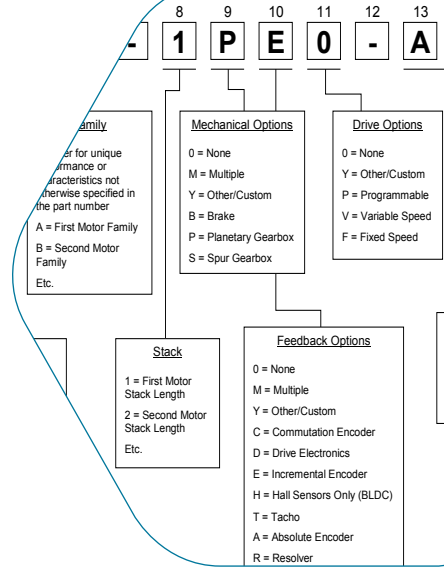 8 9 10 11 12 13
- 1 P E 0 - A
er for unique
ormance or
aracteristics not
otherwise specified in
the part number
A = First Motor Family
B = Second Motor
Family
Etc.
Mechanical Options
0 = None
M = Multiple
Y = Other/Custom
B = Brake
P = Planetary Gearbox
S = Spur Gearbox
Drive Options
0 = None
Y = Other/Custom
P = Programmable
V = Variable Speed
F = Fixed Speed
Stack
1 = First Motor
Stack Length
2 = Second Motor
Stack Length
Etc.
Feedback Options
0 = None
M = Multiple
Y = Other/Custom
C = Commutation Encoder
D = Drive Electronics
E = Incremental Encoder
H = Hall Sensors Only (BLDC)
T = Tacho
A = Absolute Encoder
R = Resolver